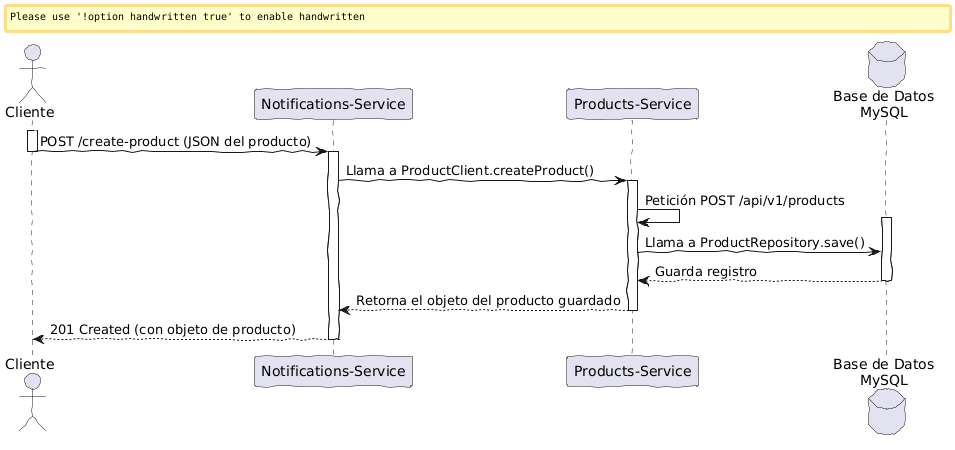 Please use '!option handwritten true' to enable handwritten
Cliente
Notifications-Service
Products-Service
Base de Datos
MySQL
POST /create-product (JSON del producto)
Llama a ProductClient.createProduct()
Petición POST /api/v1/products
Llama a ProductRepository.save()
Guarda registro
Retorna el objeto del producto guardado
201 Created (con objeto de producto)
Cliente
Notifications-Service
Products-Service
Base de Datos
MySQL